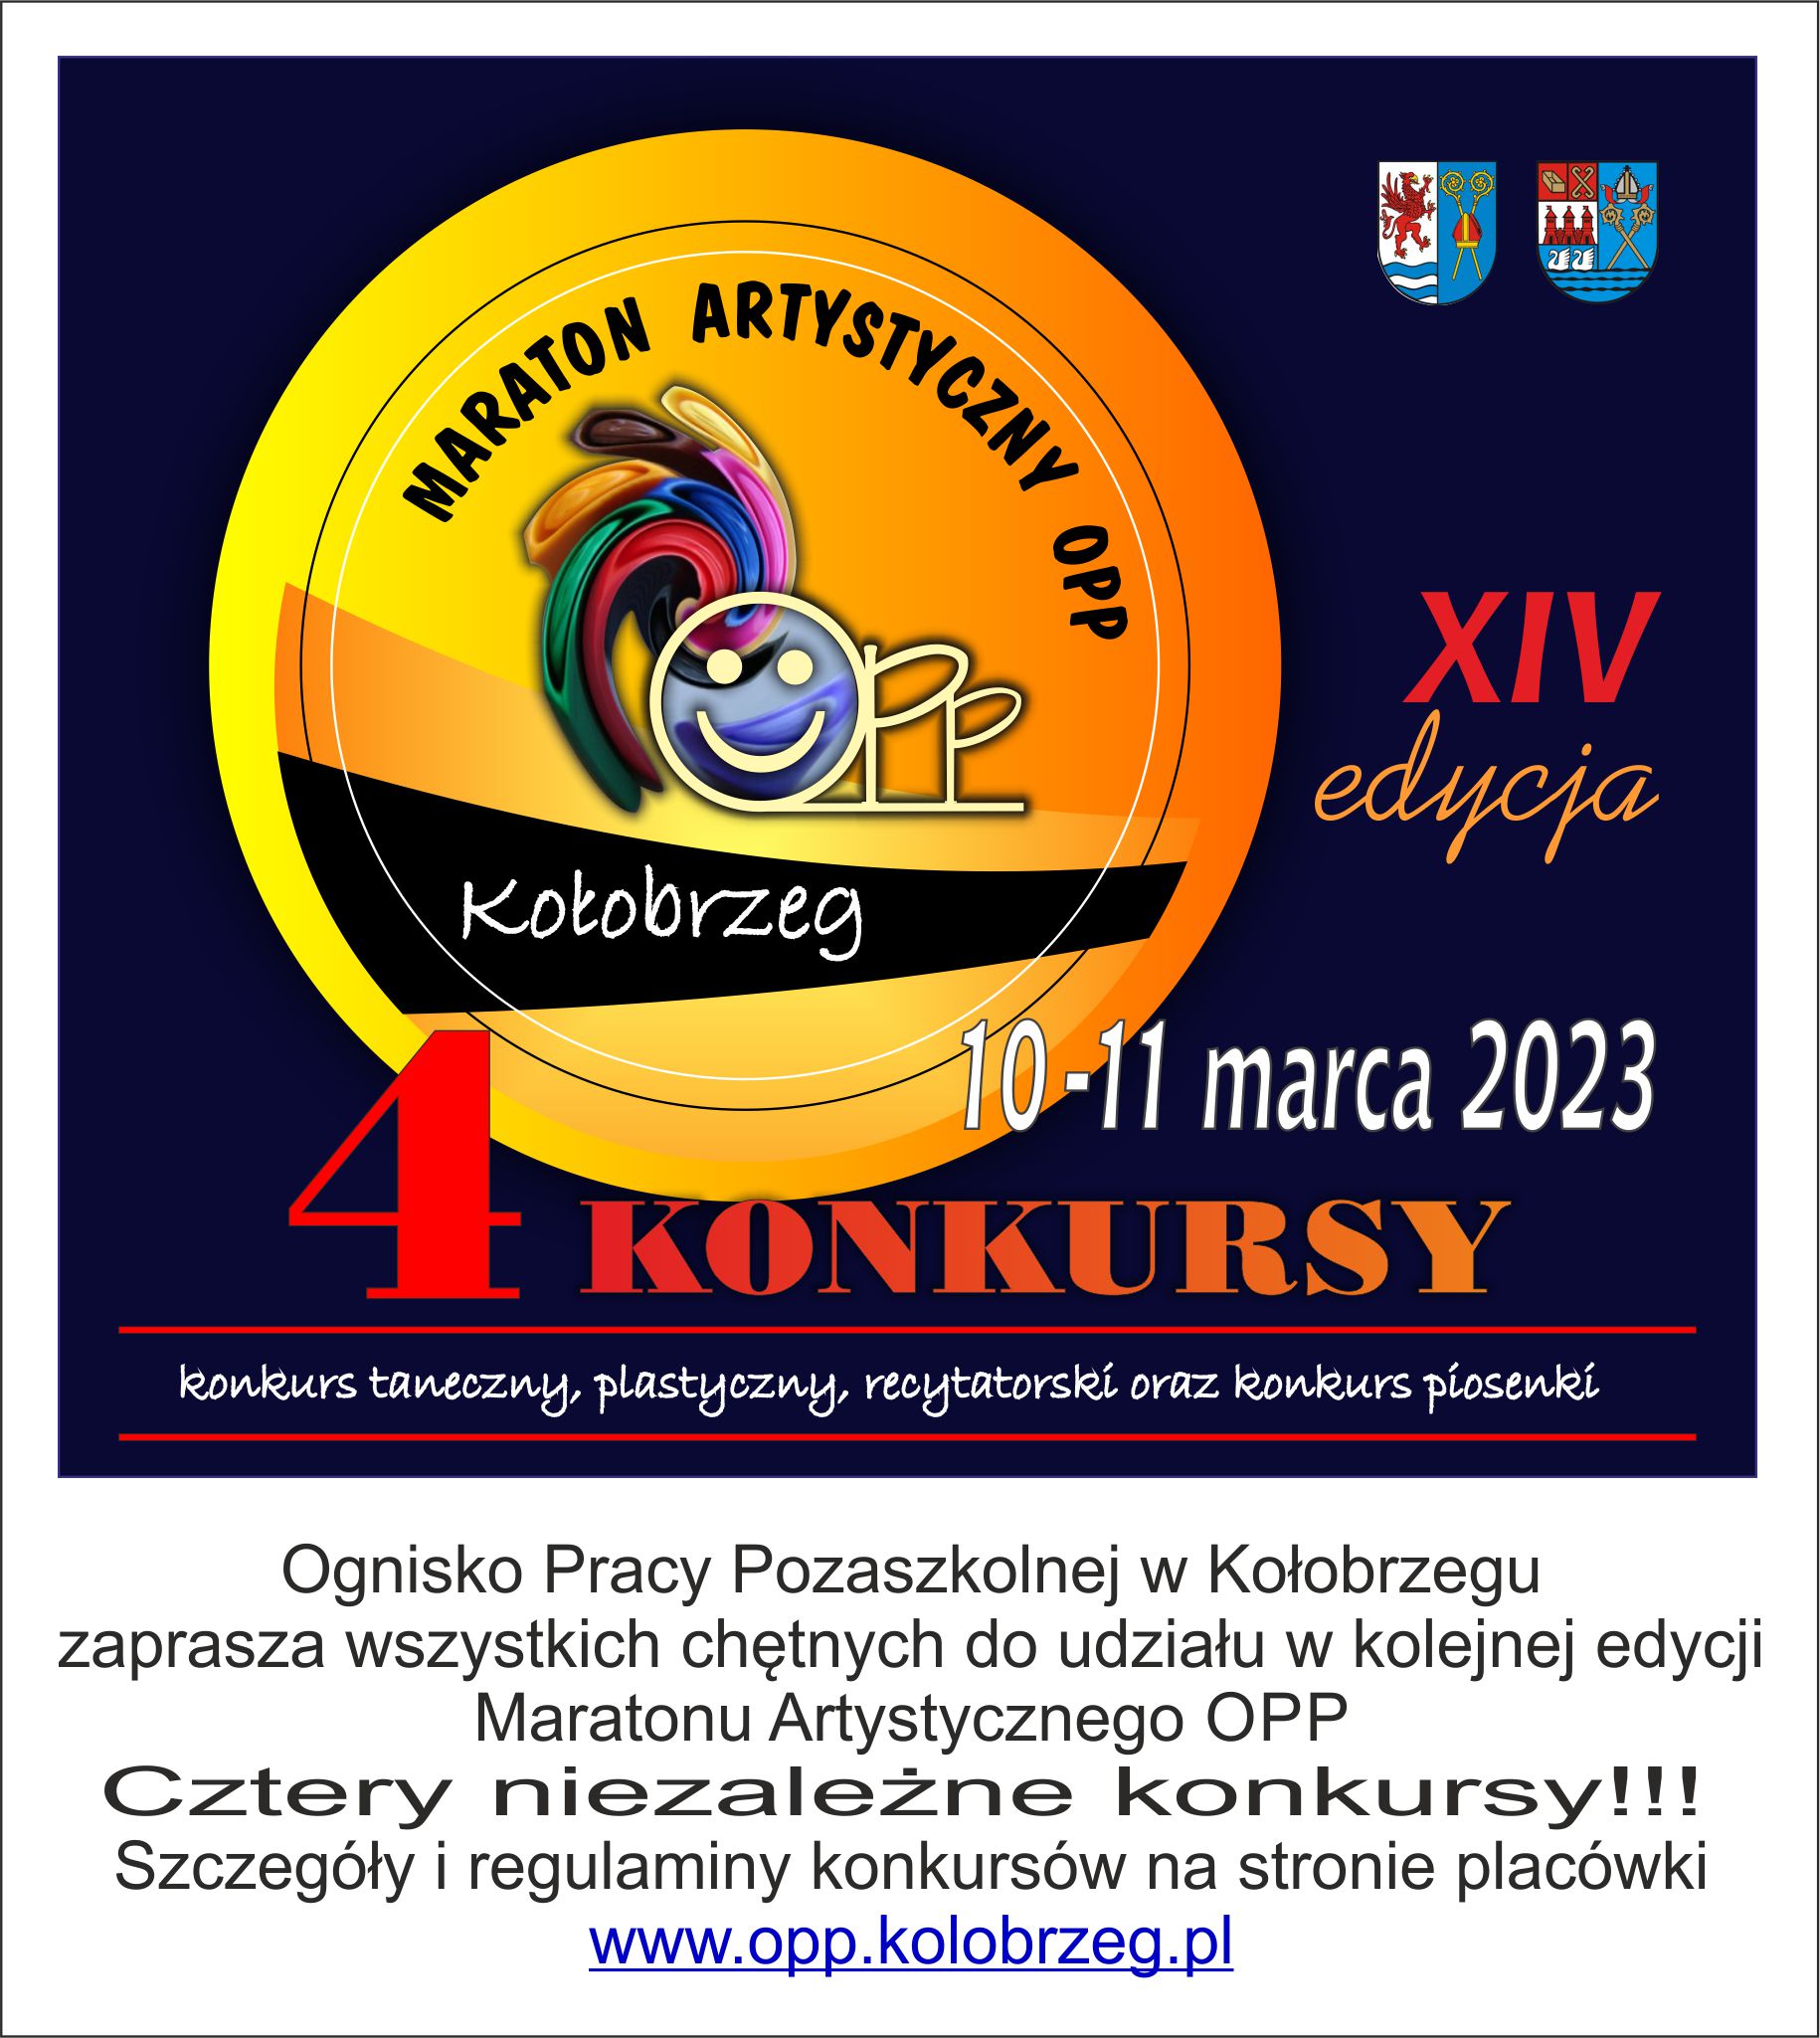 MARATON ARTYSTYCZNY OPP
OPP
XIV
edycja
Kołobrzeg
10-11 marca 2023
4 KONKURSY
konkurs taneczny, plastyczny, recytatorski oraz konkurs piosenki
Ognisko Pracy Pozaszkolnej w Kołobrzegu
zaprasza wszystkich chętnych do udziału w kolejnej edycji
Maratonu Artystycznego OPP
Cztery niezależne konkursy!!!
Szczegóły i regulaminy konkursów na stronie placówki
www.opp.kolobrzeg.pl